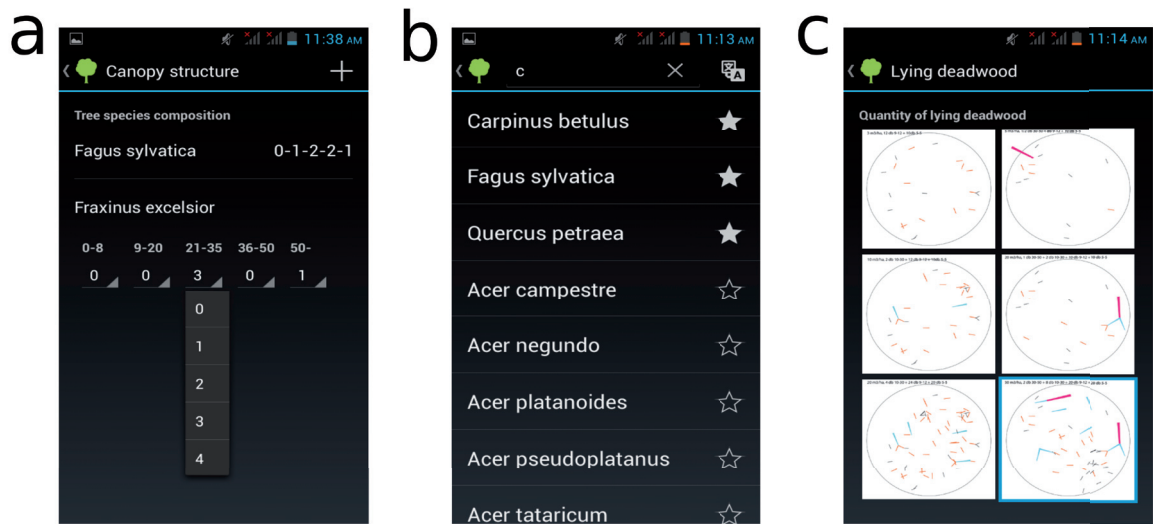 a
11:38 AM
Canopy structure
Tree species composition
Fagus sylvatica 0-1-2-2-1
Fraxinus excelsior
0-8 9-20 21-35 36-50 50-
0 0 3 0 1
0
1
2
3
4
b
11:13 AM
c
Carpinus betulus
Fagus sylvatica
Quercus petraea
Acer campestre
Acer negundo
Acer platanoides
Acer pseudoplatanus
Acer tataricum
c
11:14 AM
Lying deadwood
Quantity of lying deadwood